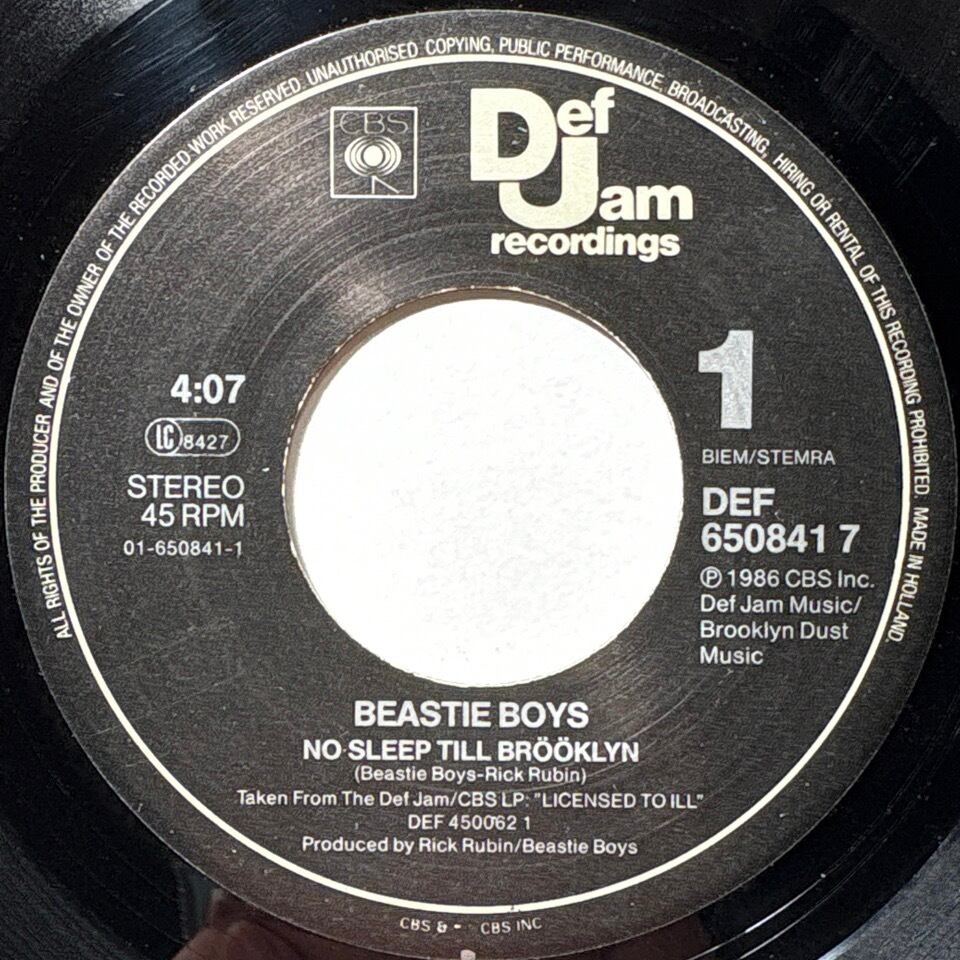 ALL RIGHTS OF THE PRODUCER AND OF THE OWNER OF THE RECORDED WORK RESERVED. UNAUTHORISED COPYING, PUBLIC PERFORMANCE, BROADCASTING, HIRING OR RENTAL OF THIS RECORDING PROHIBITED. MADE IN HOLLAND.
CBS
Def Jam
recordings
4:07
LC 8427
STEREO
45 RPM
01-650841-1
1
BIEM/STEMRA
DEF.
650841 7
℗ 1986 CBS Inc.
Def Jam Music/
Brooklyn Dust
Music
BEASTIE BOYS
NO SLEEP TILL BRÖÖKLYN
(Beastie Boys-Rick Rubin)
Taken From The Def Jam/CBS LP: "LICENSED TO ILL"
DEF 450062 1
Produced by Rick Rubin/Beastie Boys
CBS & CBS INC